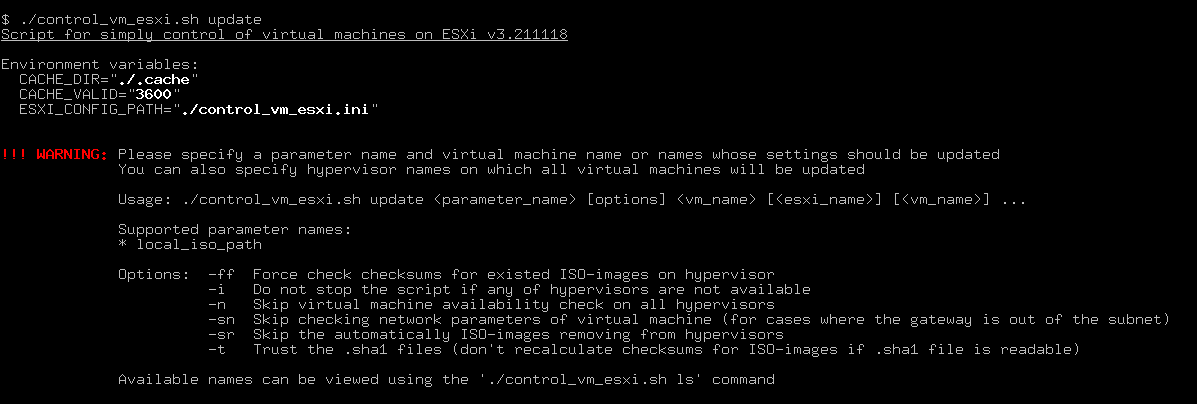 $ ./control_vm_esxi.sh update
Script for simply control of virtual machines on ESXi v3.211118
Environment variables:
CACHE_DIR="./.cache"
CACHE_VALID="3600"
ESXI_CONFIG_PATH="./control_vm_esxi.ini"
!!! WARNING: Please specify a parameter name and virtual machine name or names whose settings should be updated
You can also specify hypervisor names on which all virtual machines will be updated
Usage: ./control_vm_esxi.sh update <parameter_name> [options] <vm_name> [<esxi_name>] [<vm_name>] ...
Supported parameter names:
* local_iso_path
Options: -ff Force check checksums for existed ISO-images on hypervisor
-i Do not stop the script if any of hypervisors are not available
-n Skip virtual machine availability check on all hypervisors
-sn Skip checking network parameters of virtual machine (for cases where the gateway is out of the subnet)
-sr Skip the automatically ISO-images removing from hypervisors
-t Trust the .sha1 files (don't recalculate checksums for ISO-images if .sha1 file is readable)
Available names can be viewed using the './control_vm_esxi.sh ls' command